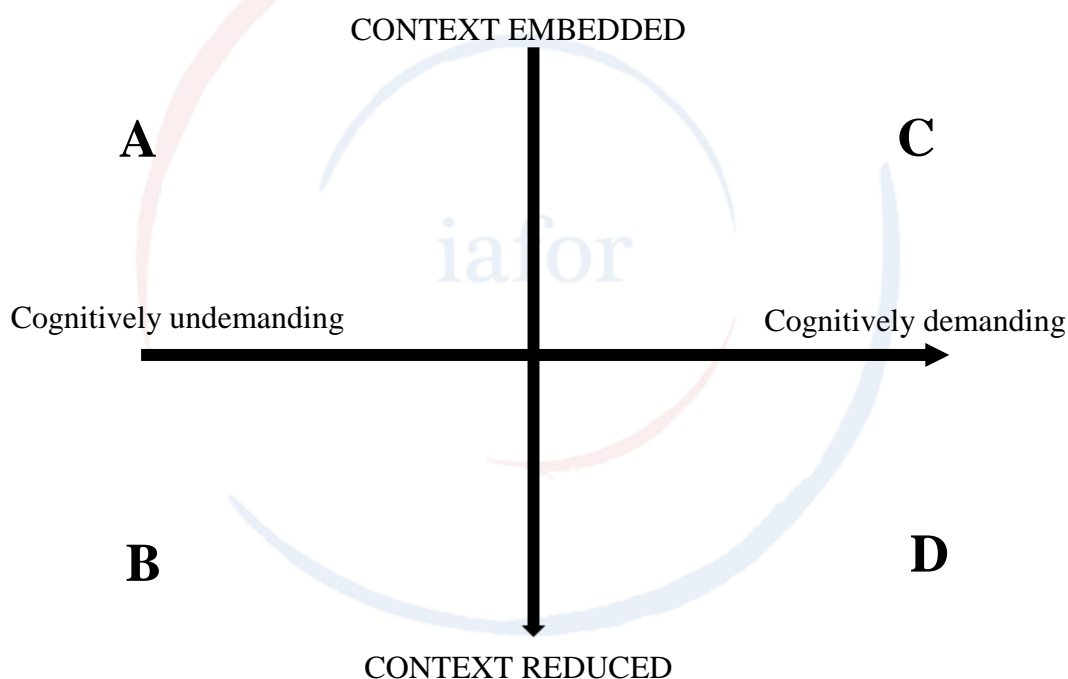 CONTEXT EMBEDDED
A
C
iafor
Cognitively undemanding
Cognitively demanding
B
D
CONTEXT REDUCED